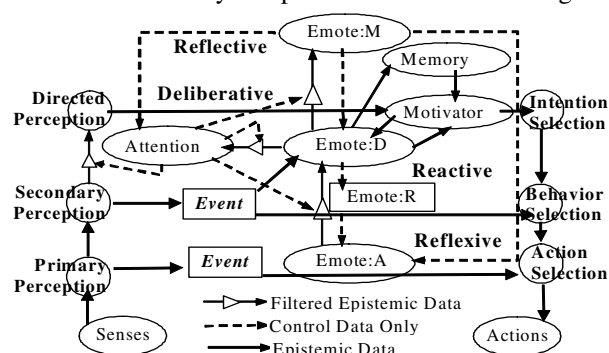 Emote:M
Reflective
Memory
Deliberative
Directed
Perception
Motivator
Intention
Selection
Attention
Emote:D
Reactive
Secondary
Perception
Event
Emote:R
Behavior
Selection
Reflexive
Primary
Perception
Event
Emote:A
Action
Selection
Filtered Epistemic Data
Senses
Control Data Only
Actions
Epistemic Data